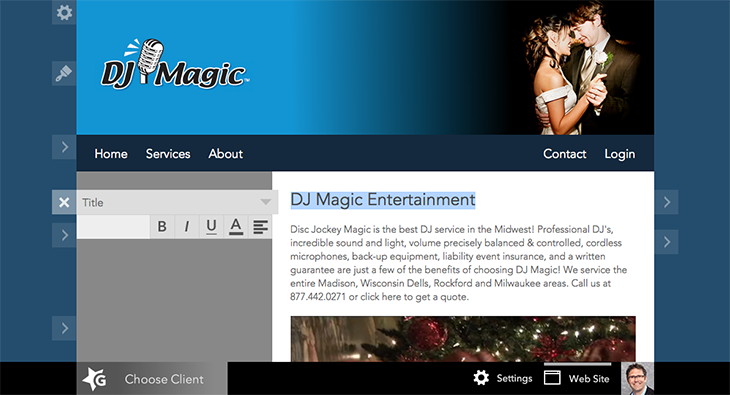 DJ Magic™
Home Services About Contact Login
Title
B I U A
DJ Magic Entertainment
Disc Jockey Magic is the best DJ service in the Midwest! Professional DJ's,
incredible sound and light, volume precisely balanced & controlled, cordless
microphones, back-up equipment, liability event insurance, and a written
guarantee are just a few of the benefits of choosing DJ Magic! We service the
entire Madison, Wisconsin Dells, Rockford and Milwaukee areas. Call us at
877.442.0271 or click here to get a quote.
G Choose Client Settings Web Site